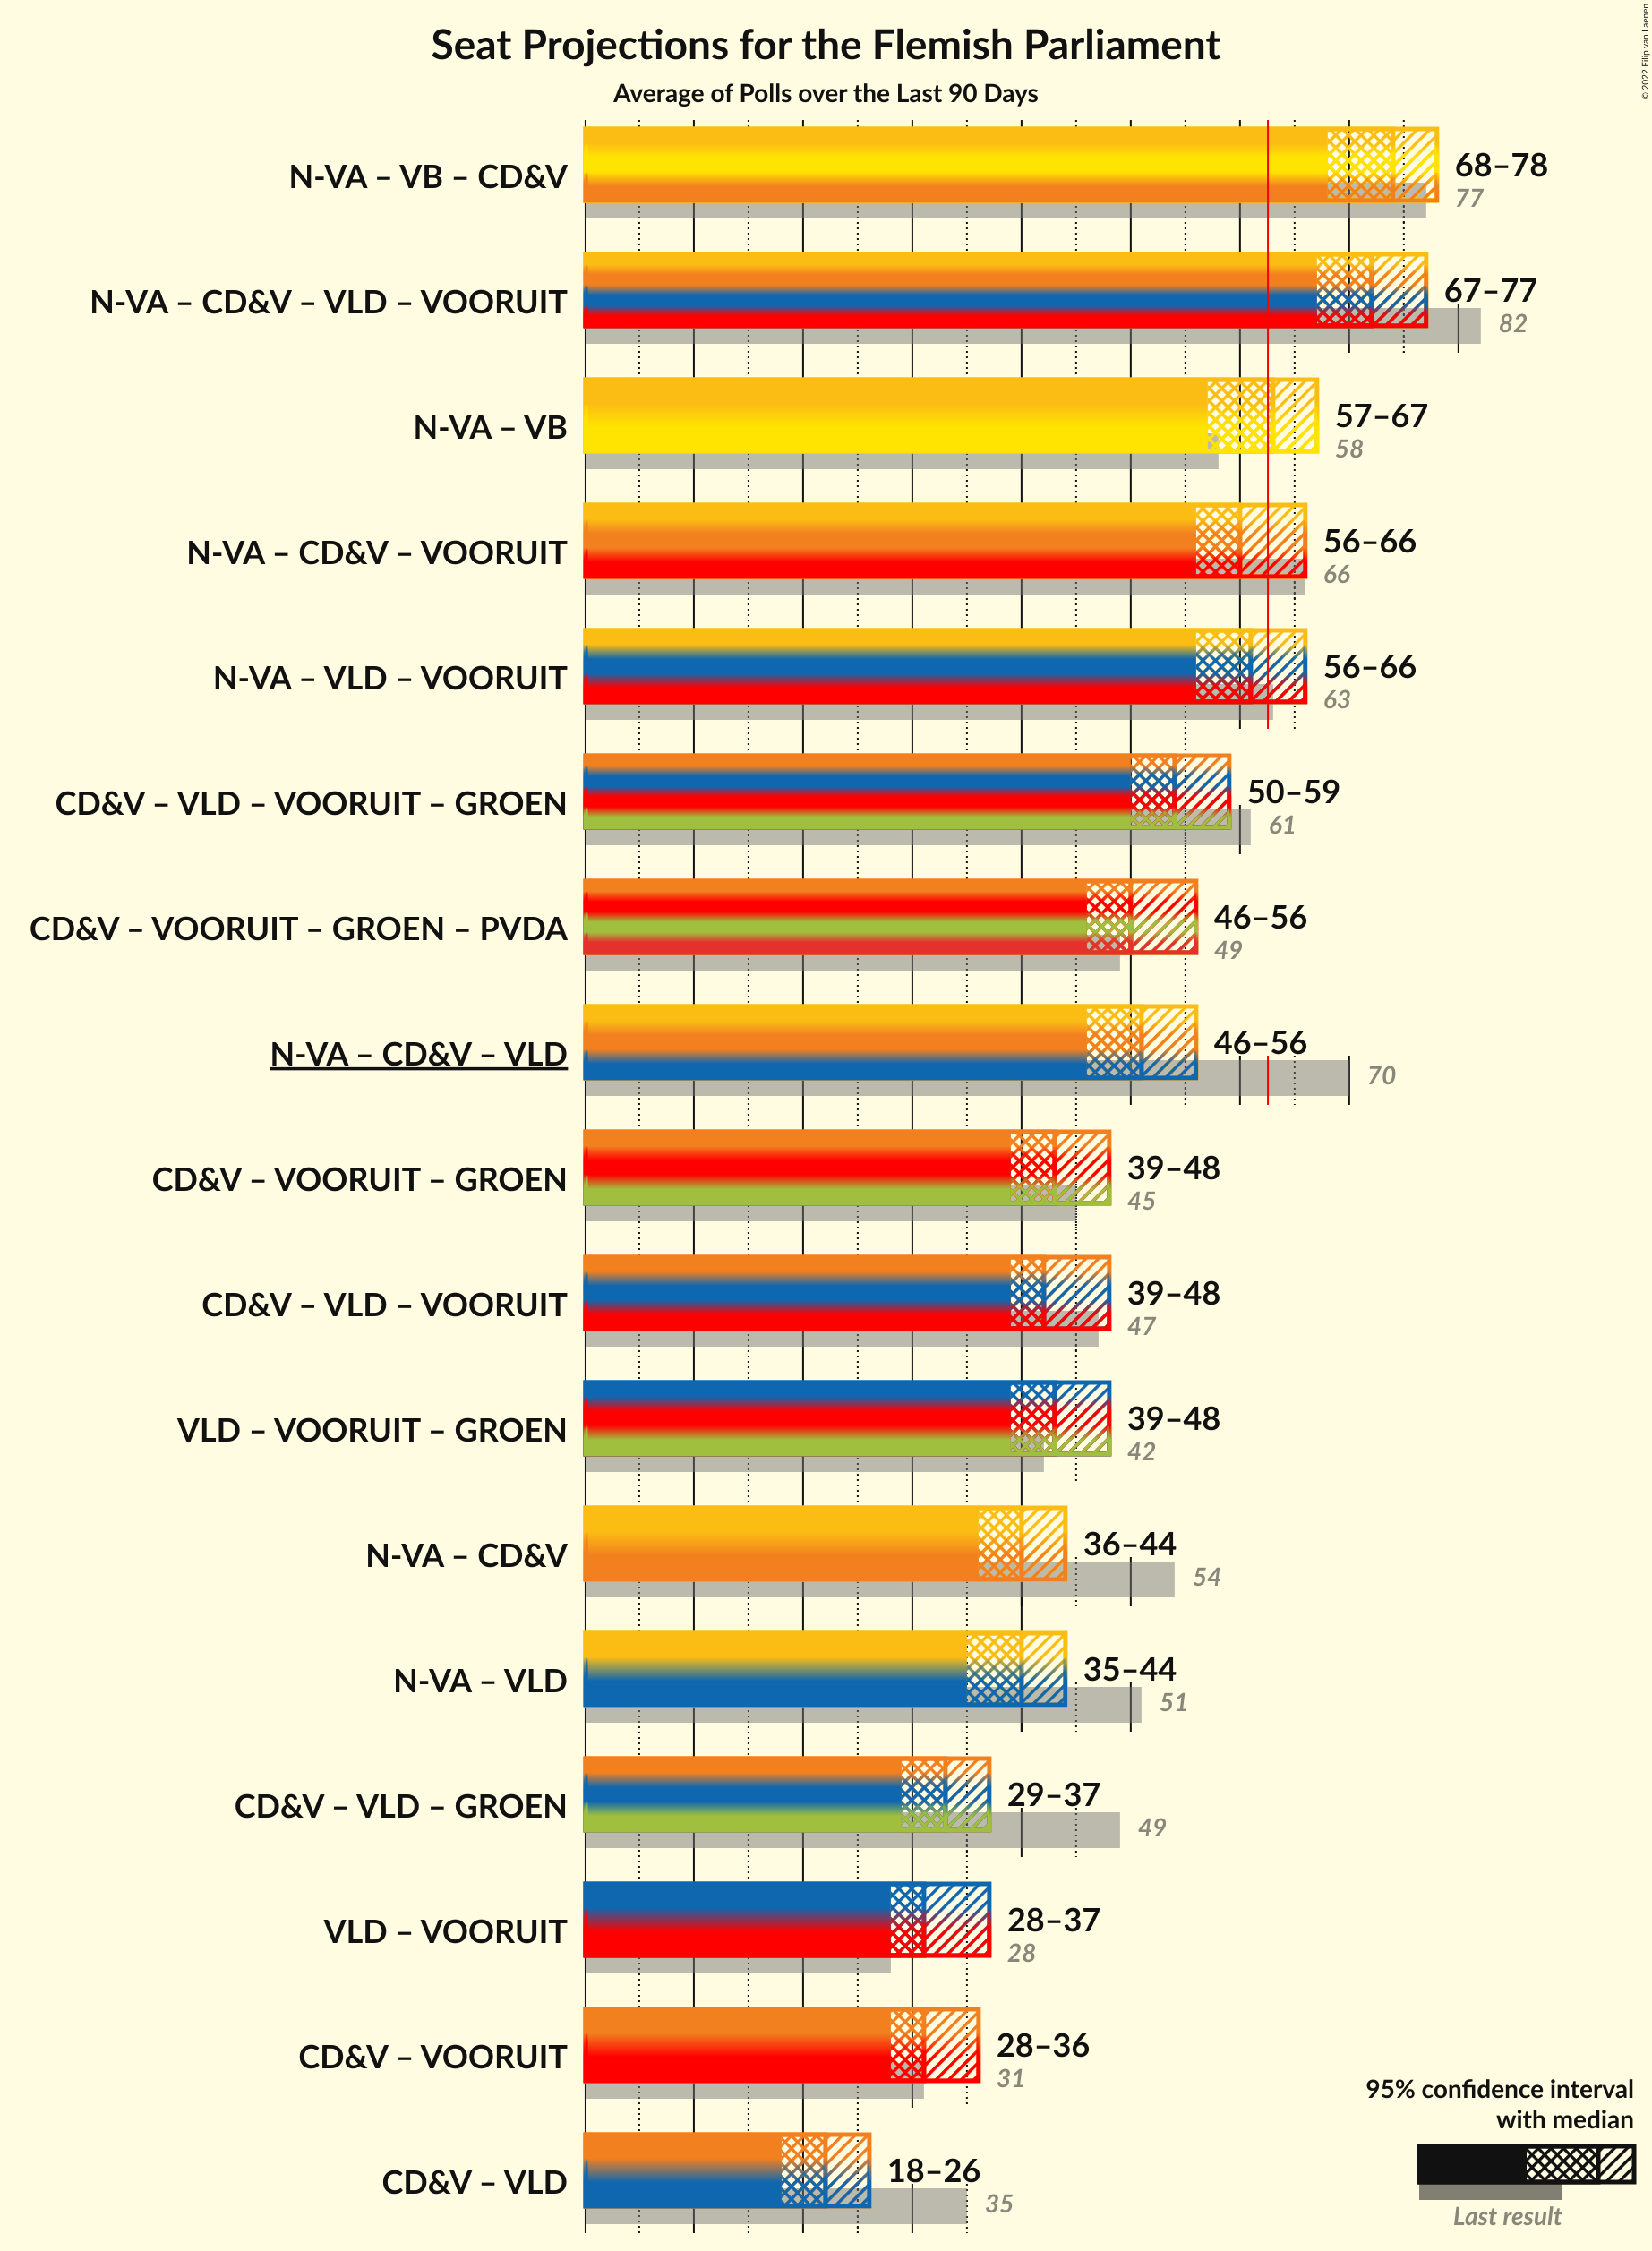 Seat Projections for the Flemish Parliament
Average of Polls over the Last 90 Days
© 2022 Filip van Laenen
N-VA – VB – CD&V
68–78
77
N-VA – CD&V – VLD – VOORUIT
67–77
82
N-VA – VB
57–67
58
N-VA – CD&V – VOORUIT
56–66
66
N-VA – VLD – VOORUIT
56–66
63
CD&V – VLD – VOORUIT – GROEN
50–59
61
CD&V – VOORUIT – GROEN – PVDA
46–56
49
N-VA – CD&V – VLD
46–56
70
CD&V – VOORUIT – GROEN
39–48
45
CD&V – VLD – VOORUIT
39–48
47
VLD – VOORUIT – GROEN
39–48
42
N-VA – CD&V
36–44
54
N-VA – VLD
35–44
51
CD&V – VLD – GROEN
29–37
49
VLD – VOORUIT
28–37
28
CD&V – VOORUIT
28–36
31
CD&V – VLD
18–26
35
95% confidence interval
with median
Last result